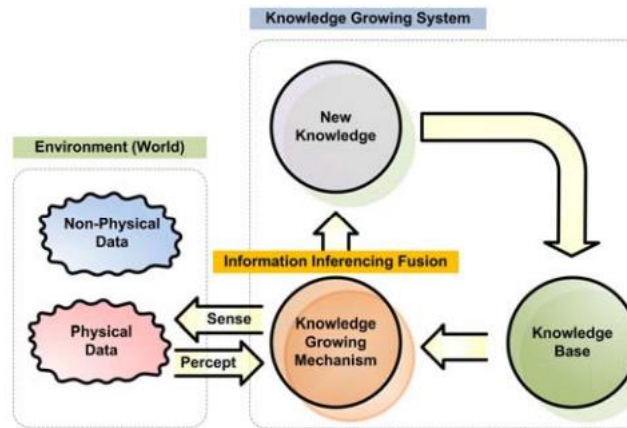 Knowledge Growing System
New
Knowledge
Environment (World)
Non-Physical
Data
Information Inferencing Fusion
Physical
Data
Sense
Percept
Knowledge
Growing
Mechanism
Knowledge
Base